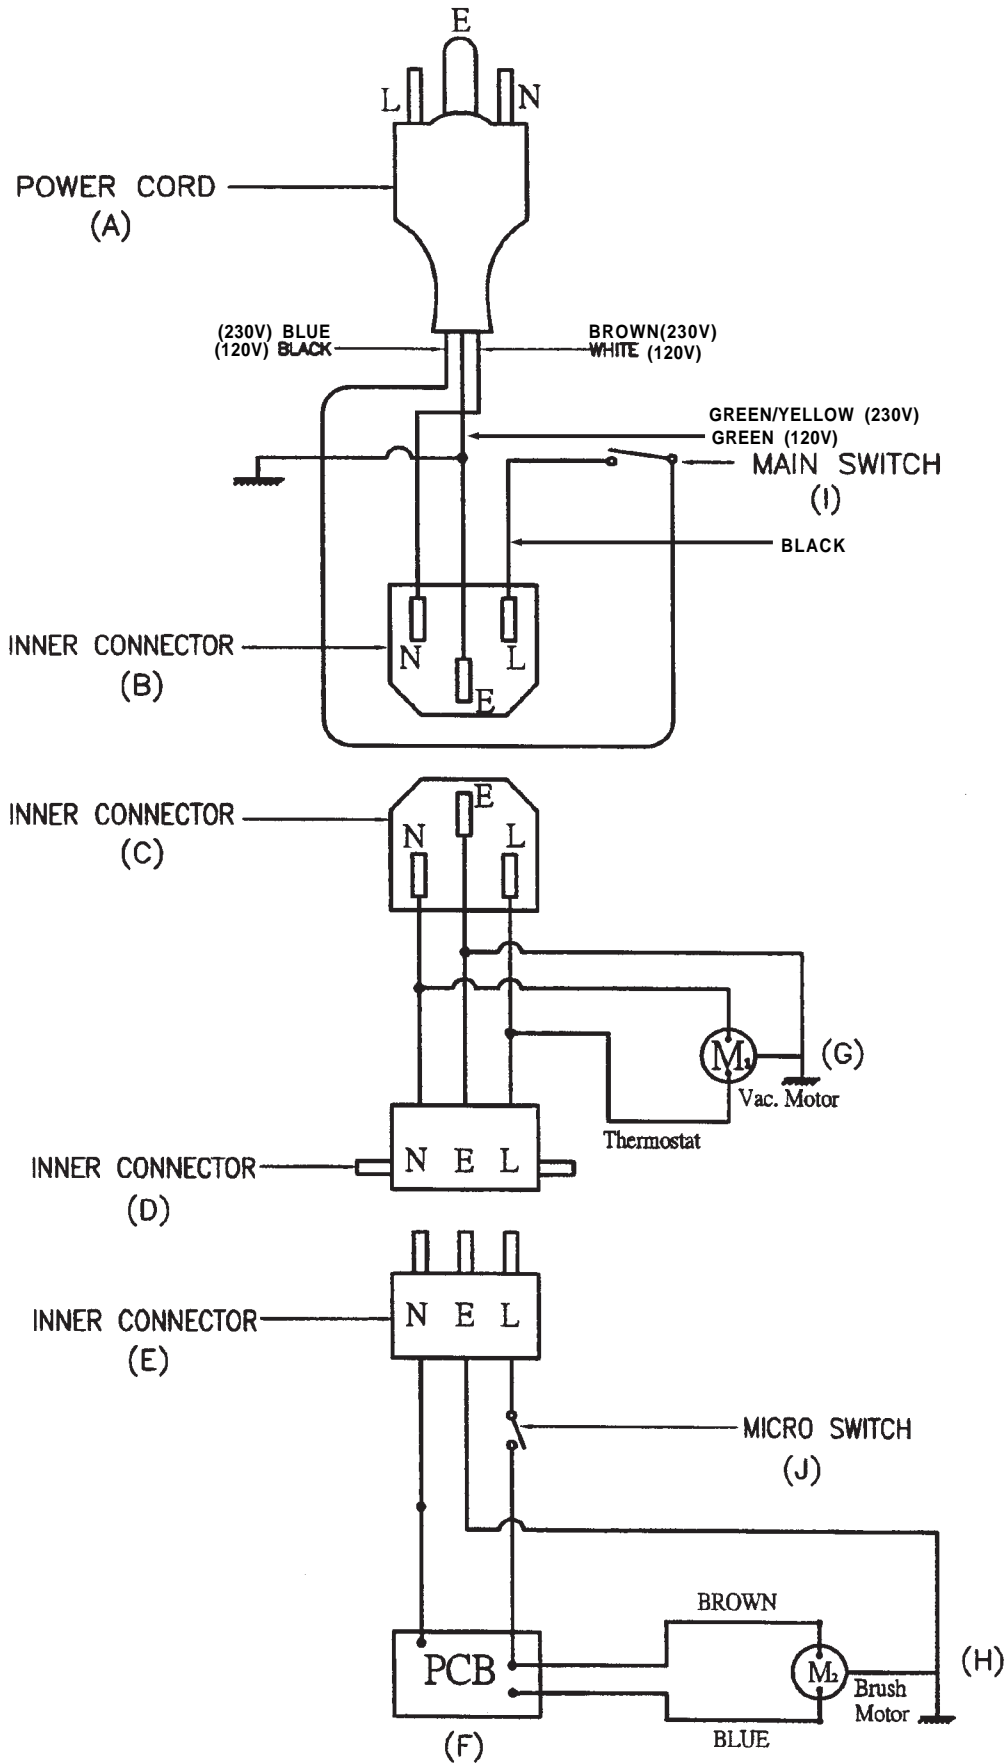 E
L
N
POWER CORD
(A)
(230V) BLUE
(120V) BLACK
BROWN(230V)
WHITE (120V)
GREEN/YELLOW (230V)
GREEN (120V)
MAIN SWITCH
(I)
BLACK
INNER CONNECTOR
(B)
N
L
E
INNER CONNECTOR
(C)
E
N
L
M1
(G)
Vac. Motor
Thermostat
INNER CONNECTOR
(D)
N E L
INNER CONNECTOR
(E)
N E L
MICRO SWITCH
(J)
BROWN
PCB
(F)
M2
Brush
Motor
(H)
BLUE